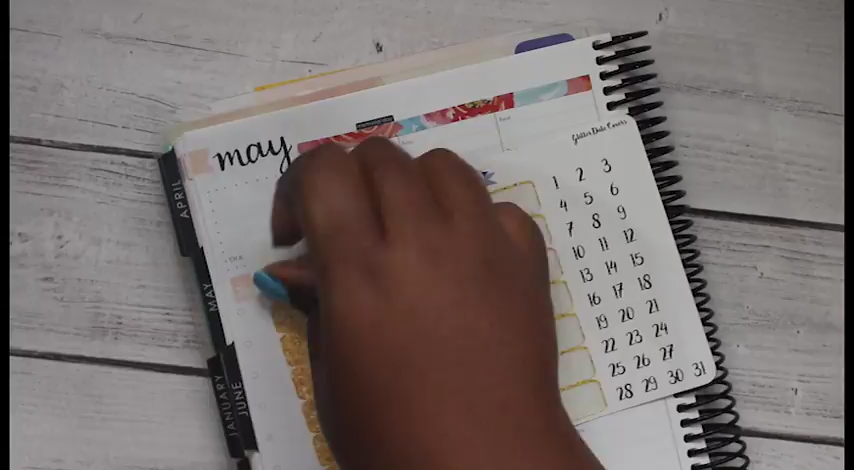 may
Glitter Date Covers
1 2 3
4 5 6
7 8 9
10 11 12
13 14 15
16 17 18
19 20 21
22 23 24
25 26 27
28 29 30 31
APRIL
MAY
JANUARY
JUNE